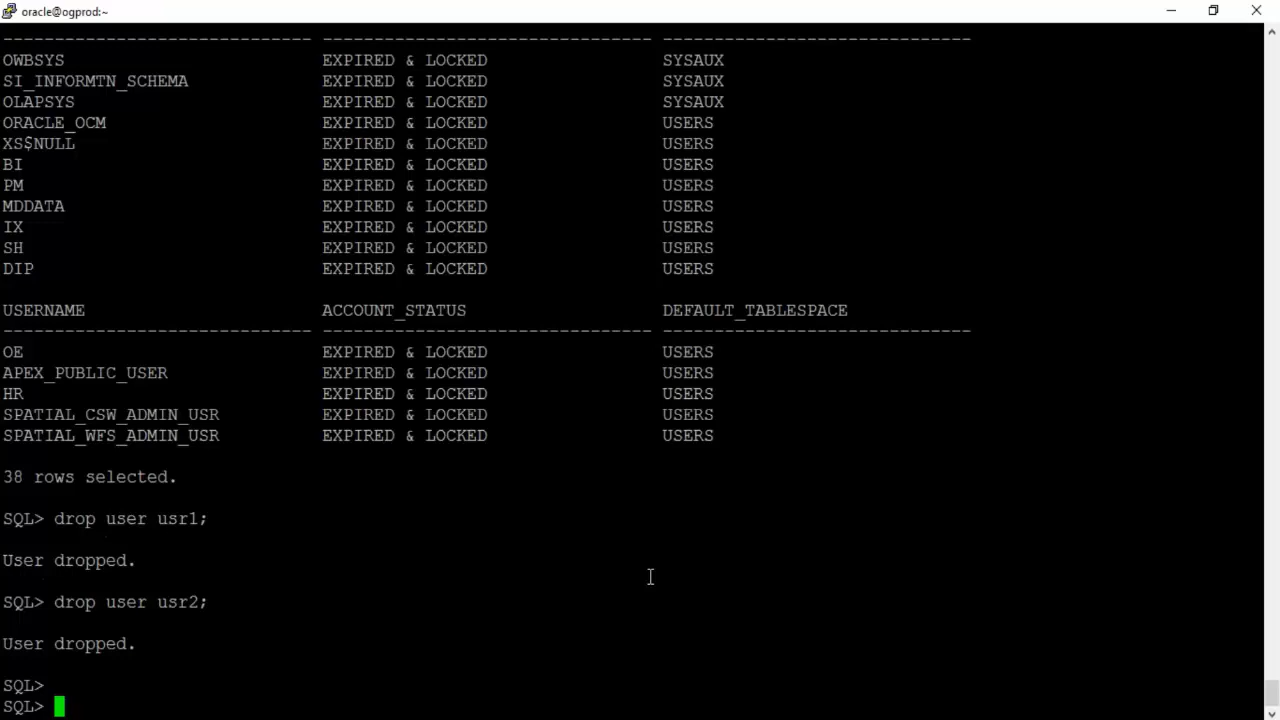 oracle@ogprod:~
------------------------------ -------------------------------- ------------------------------
OWBSYS EXPIRED & LOCKED SYSAUX
SI_INFORMTN_SCHEMA EXPIRED & LOCKED SYSAUX
OLAPSYS EXPIRED & LOCKED SYSAUX
ORACLE_OCM EXPIRED & LOCKED USERS
XS$NULL EXPIRED & LOCKED USERS
BI EXPIRED & LOCKED USERS
PM EXPIRED & LOCKED USERS
MDDATA EXPIRED & LOCKED USERS
IX EXPIRED & LOCKED USERS
SH EXPIRED & LOCKED USERS
DIP EXPIRED & LOCKED USERS
USERNAME ACCOUNT_STATUS DEFAULT_TABLESPACE
------------------------------ -------------------------------- ------------------------------
OE EXPIRED & LOCKED USERS
APEX_PUBLIC_USER EXPIRED & LOCKED USERS
HR EXPIRED & LOCKED USERS
SPATIAL_CSW_ADMIN_USR EXPIRED & LOCKED USERS
SPATIAL_WFS_ADMIN_USR EXPIRED & LOCKED USERS
38 rows selected.
SQL> drop user usr1;
User dropped.
SQL> drop user usr2;
User dropped.
SQL>
SQL>